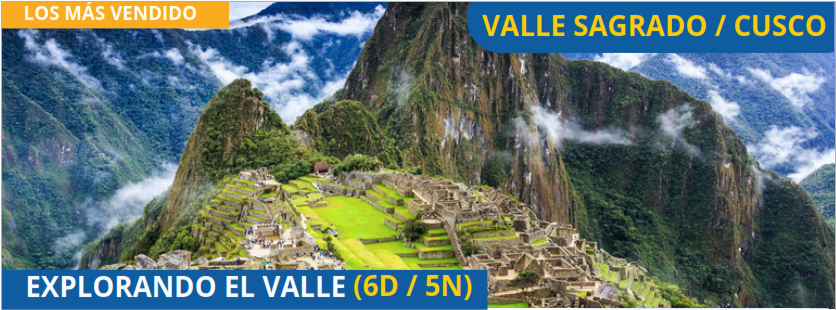 LOS MÁS VENDIDO
VALLE SAGRADO / CUSCO
EXPLORANDO EL VALLE (6D / 5N)